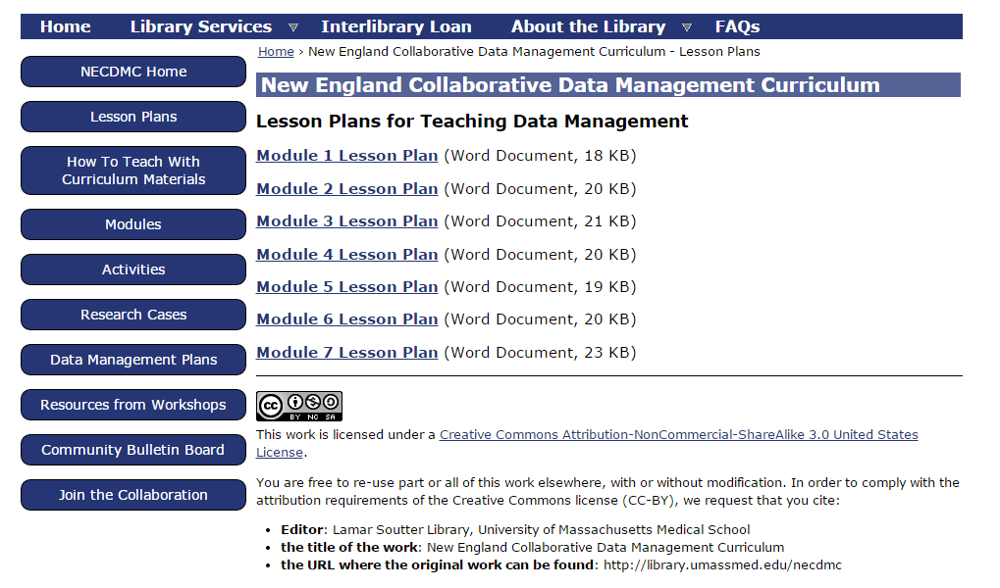 Home Library Services Interlibrary Loan About the Library FAQs
Home › New England Collaborative Data Management Curriculum - Lesson Plans
NECDMC Home
Lesson Plans
How To Teach With
Curriculum Materials
Modules
Activities
Research Cases
Data Management Plans
Resources from Workshops
Community Bulletin Board
Join the Collaboration
New England Collaborative Data Management Curriculum
Lesson Plans for Teaching Data Management
Module 1 Lesson Plan (Word Document, 18 KB)
Module 2 Lesson Plan (Word Document, 20 KB)
Module 3 Lesson Plan (Word Document, 21 KB)
Module 4 Lesson Plan (Word Document, 20 KB)
Module 5 Lesson Plan (Word Document, 19 KB)
Module 6 Lesson Plan (Word Document, 20 KB)
Module 7 Lesson Plan (Word Document, 23 KB)
cc
BY NC SA
This work is licensed under a Creative Commons Attribution-NonCommercial-ShareAlike 3.0 United States
License.
You are free to re-use part or all of this work elsewhere, with or without modification. In order to comply with the
attribution requirements of the Creative Commons license (CC-BY), we request that you cite:
• Editor: Lamar Soutter Library, University of Massachusetts Medical School
• the title of the work: New England Collaborative Data Management Curriculum
• the URL where the original work can be found: http://library.umassmed.edu/necdmc